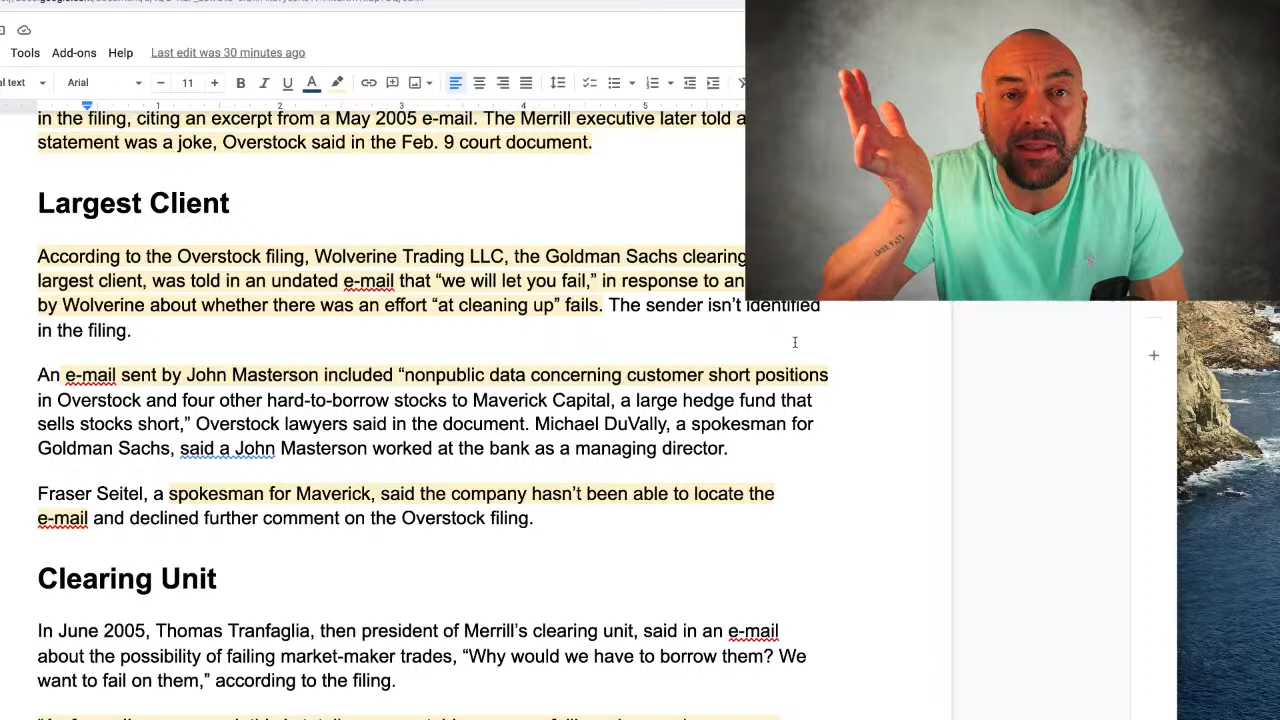 Tools Add-ons Help Last edit was 30 minutes ago
al text Arial 11
1 2 3 4 5
in the filing, citing an excerpt from a May 2005 e-mail. The Merrill executive later told a
statement was a joke, Overstock said in the Feb. 9 court document.
Largest Client
According to the Overstock filing, Wolverine Trading LLC, the Goldman Sachs clearing
largest client, was told in an undated e-mail that “we will let you fail,” in response to an
by Wolverine about whether there was an effort “at cleaning up” fails. The sender isn’t identified
in the filing.
An e-mail sent by John Masterson included “nonpublic data concerning customer short positions
in Overstock and four other hard-to-borrow stocks to Maverick Capital, a large hedge fund that
sells stocks short,” Overstock lawyers said in the document. Michael DuVally, a spokesman for
Goldman Sachs, said a John Masterson worked at the bank as a managing director.
Fraser Seitel, a spokesman for Maverick, said the company hasn’t been able to locate the
e-mail and declined further comment on the Overstock filing.
Clearing Unit
In June 2005, Thomas Tranfaglia, then president of Merrill’s clearing unit, said in an e-mail
about the possibility of failing market-maker trades, “Why would we have to borrow them? We
want to fail on them,” according to the filing.